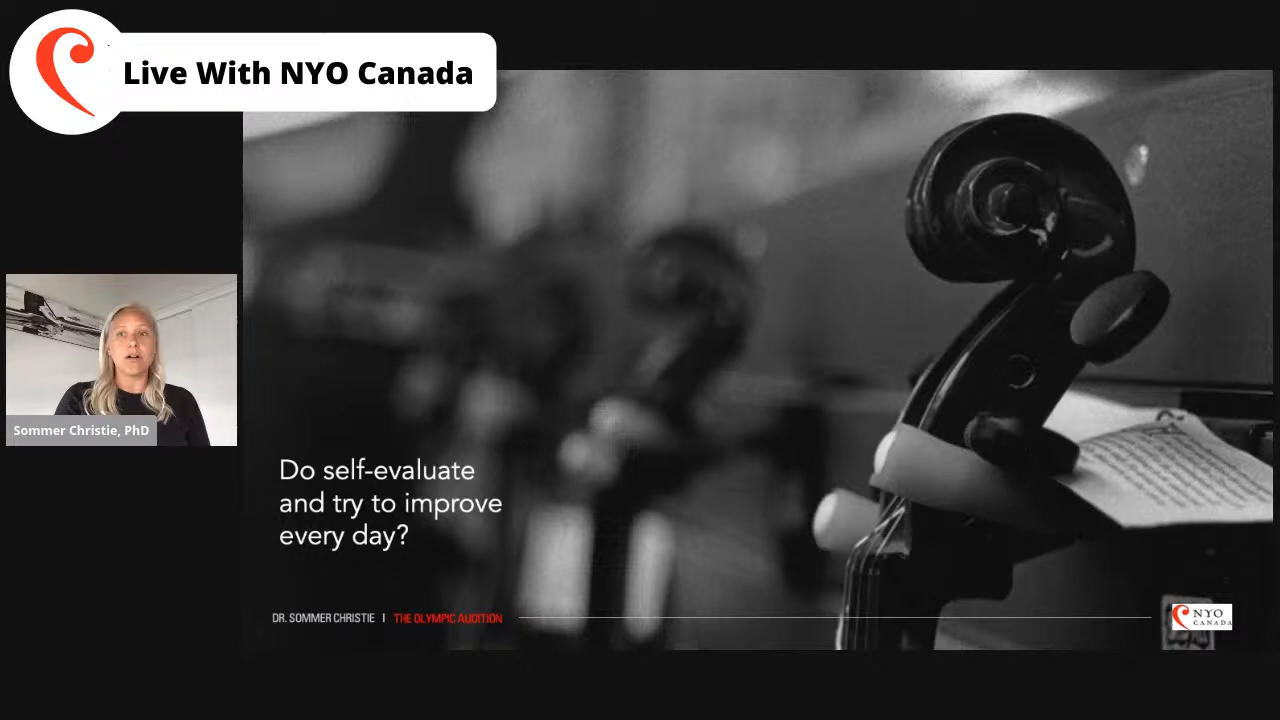 Live With NYO Canada
Sommer Christie, PhD
Do self-evaluate
and try to improve
every day?
DR. SOMMER CHRISTIE | THE OLYMPIC AUDITION
NYO
CANADA